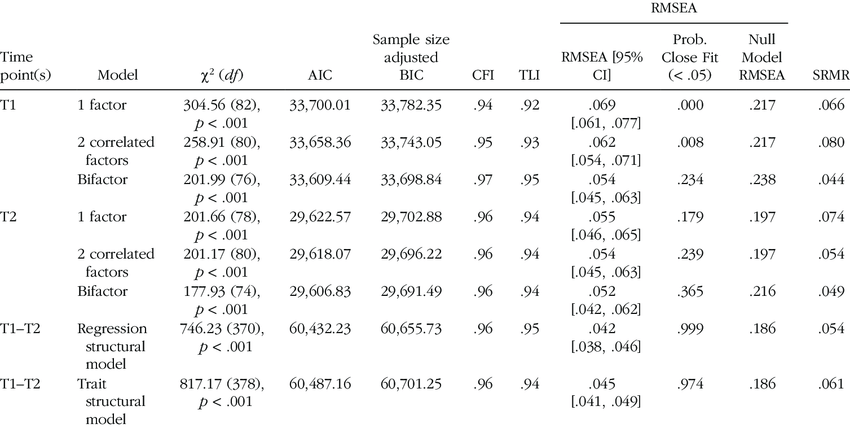 RMSEA
Time point(s) Model χ² (df) AIC Sample size adjusted BIC CFI TLI RMSEA [95% CI] Prob. Close Fit (< .05) Null Model RMSEA SRMR
T1 1 factor 304.56 (82), p < .001 33,700.01 33,782.35 .94 .92 .069 [.061, .077] .000 .217 .066
2 correlated factors 258.91 (80), p < .001 33,658.36 33,743.05 .95 .93 .062 [.054, .071] .008 .217 .080
Bifactor 201.99 (76), p < .001 33,609.44 33,698.84 .97 .95 .054 [.045, .063] .234 .238 .044
T2 1 factor 201.66 (78), p < .001 29,622.57 29,702.88 .96 .94 .055 [.046, .065] .179 .197 .074
2 correlated factors 201.17 (80), p < .001 29,618.07 29,696.22 .96 .94 .054 [.045, .063] .239 .197 .054
Bifactor 177.93 (74), p < .001 29,606.83 29,691.49 .96 .94 .052 [.042, .062] .365 .216 .049
T1–T2 Regression structural model 746.23 (370), p < .001 60,432.23 60,655.73 .96 .95 .042 [.038, .046] .999 .186 .054
T1–T2 Trait structural model 817.17 (378), p < .001 60,487.16 60,701.25 .96 .94 .045 [.041, .049] .974 .186 .061